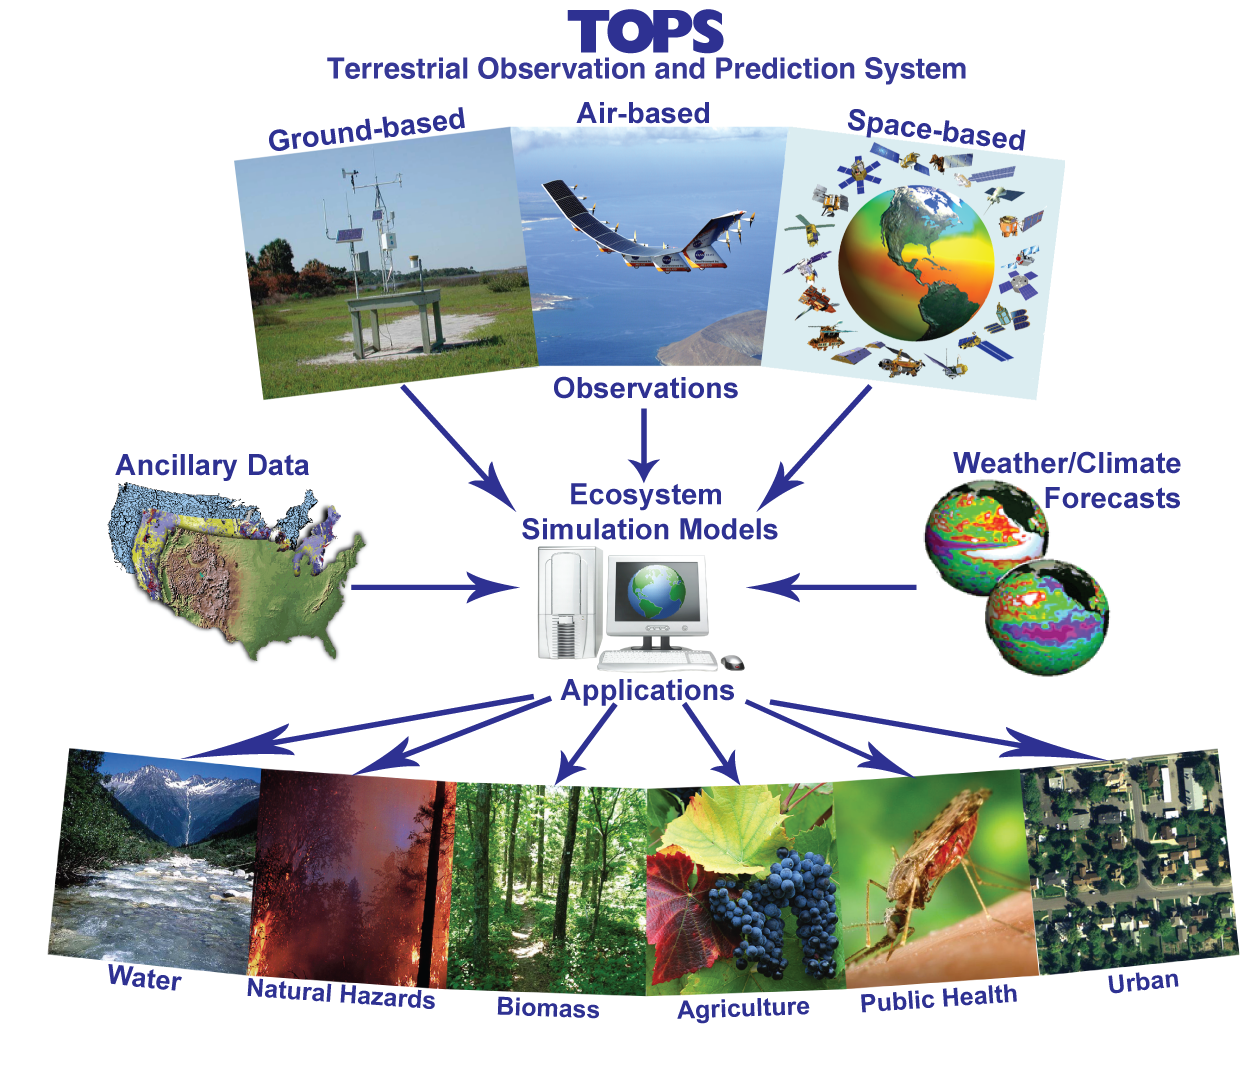 TOPS
Terrestrial Observation and Prediction System
Ground-based
Air-based
Space-based
Observations
Ancillary Data
Weather/Climate
Forecasts
Ecosystem
Simulation Models
Applications
Water
Natural Hazards
Biomass
Agriculture
Public Health
Urban